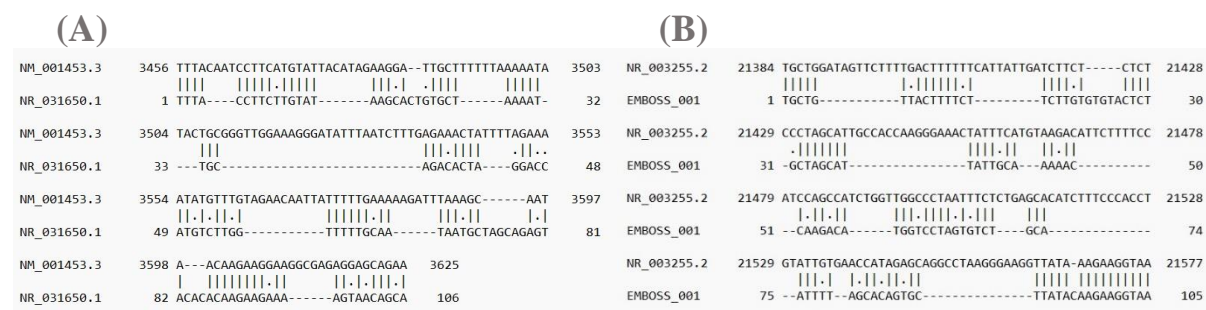 (A)
NM_001453.3 3456 TTTACAATCCTTCATGTATTACATAGAAGGA--TTGCTTTTTTAAAAATA 3503
|||| |||||.||||| |||.| .|||| |||||
NR_031650.1 1 TTTA----CCTTCTTGTAT------AAGCACTGTGCT------AAAAT- 32
NM_001453.3 3504 TACTGCGGGTTGGAAAGGGATATTTAATCTTTGAGAAACTATTTTAGAAA 3553
||| |||.|||| .||..
NR_031650.1 33 ---TGC------------------------AGACACTA----GGACC 48
NM_001453.3 3554 ATATGTTTGTAGAACAATTATTTTTGAAAAAGATTTAAAGC------AAT 3597
||.|.||.| ||||||.|| |||.|| |.|
NR_031650.1 49 ATGTCTTGG-----------TTTTTGCAA------TAATGCTAGCAGAGT 81
NM_001453.3 3598 A---ACAAGAAGGAAGGCGAGAGGAGCAGAA 3625
| ||||||||.|| ||.|.|||.|
NR_031650.1 82 ACACACAAGAAGAAA------AGTAACAGCA 106
(B)
NR_003255.2 21384 TGCTGGATAGTTCTTTTGACTTTTTTCATTATTGATCTTCT-----CTCT 21428
||||| |.||||||.| ||||.| ||||
EMBOSS_001 1 TGCTG-----------TTACTTTTCT-------TCTTGTGTGTACTCT 30
NR_003255.2 21429 CCCTAGCATTGCCACCAAGGGAAACTATTTCATGTAAGACATTCTTTTCC 21478
.||||||| ||||.|| ||.||
EMBOSS_001 31 -GCTAGCAT---------------TATTGCA---AAAAC---------- 50
NR_003255.2 21479 ATCCAGCCATCTGGTTGGCCCTAATTTCTCTGAGCACATCTTTCCCACCT 21528
|.||.|| |||.||||.|.||| |||
EMBOSS_001 51 --CAAGACA------TGGTCCTAGTGTCT----GCA-------------- 74
NR_003255.2 21529 GTATTGTGAACCATAGAGCAGGCCTAAGGGAAGGTTATA-AAGAAGGTAA 21577
|||.| |.||.||.| ||||| ||||||||||
EMBOSS_001 75 --ATTTT--AGCACAGTGC--------------TTATACAAGAAGGTAA 105